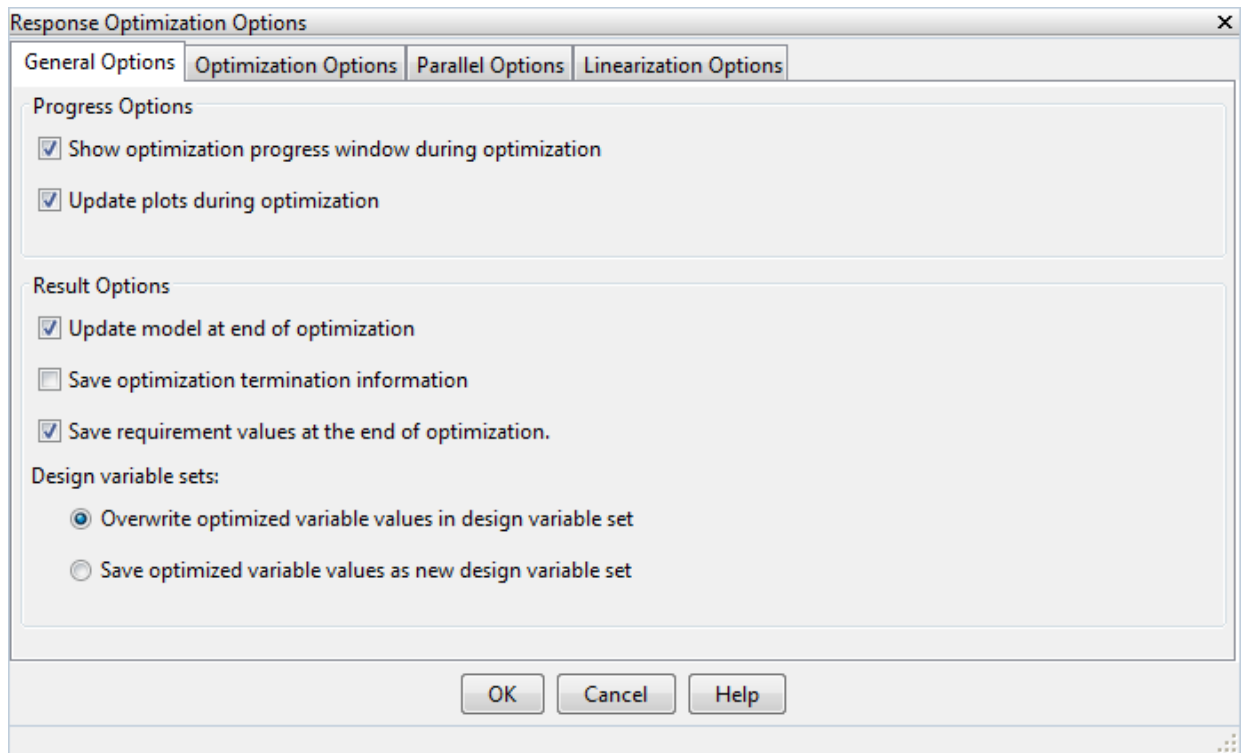 Response Optimization Options
General Options
Optimization Options
Parallel Options
Linearization Options
Progress Options
Show optimization progress window during optimization
Update plots during optimization
Result Options
Update model at end of optimization
Save optimization termination information
Save requirement values at the end of optimization.
Design variable sets:
Overwrite optimized variable values in design variable set
Save optimized variable values as new design variable set
OK
Cancel
Help